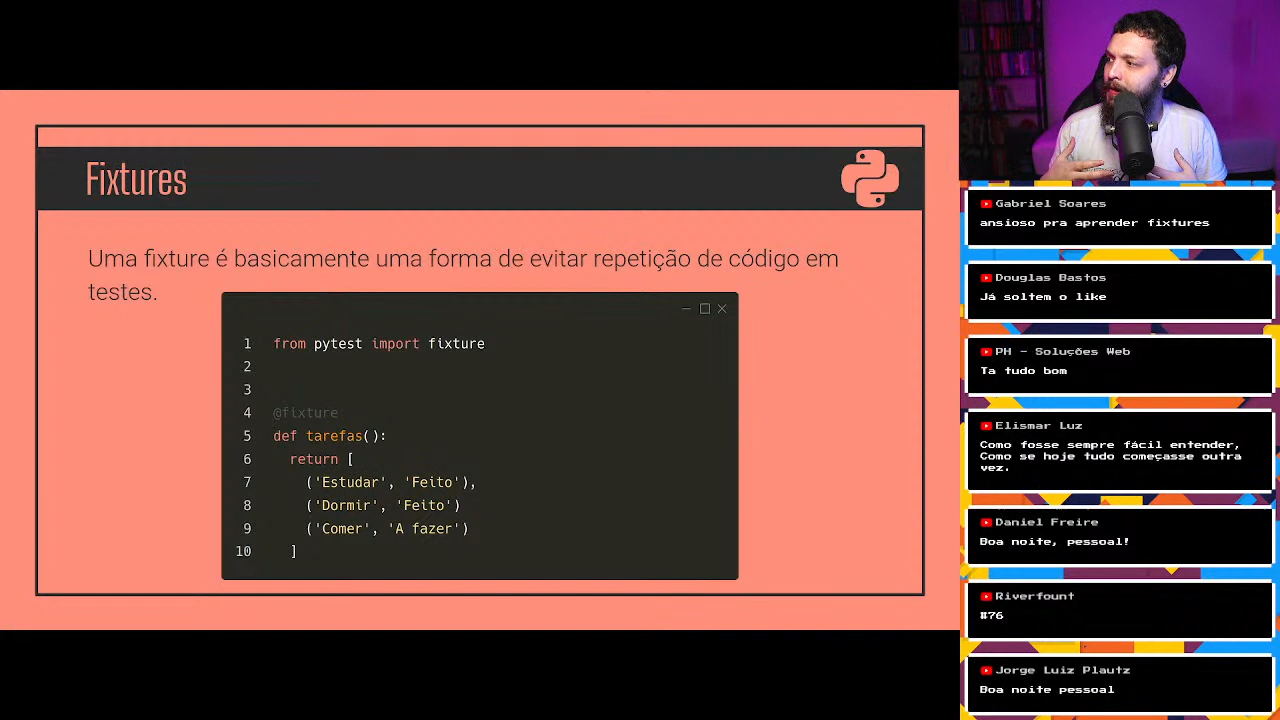 Fixtures
Uma fixture é basicamente uma forma de evitar repetição de código em
testes.
1 from pytest import fixture
2
3
4 @fixture
5 def tarefas():
6 return [
7 ('Estudar', 'Feito'),
8 ('Dormir', 'Feito')
9 ('Comer', 'A fazer')
10 ]
Gabriel Soares
ansioso pra aprender fixtures
Douglas Bastos
Já soltem o like
PH - Soluções Web
Ta tudo bom
Elismar Luz
Como fosse sempre fácil entender,
Como se hoje tudo começasse outra
vez.
Daniel Freire
Boa noite, pessoal!
Riverfount
#76
Jorge Luiz Plautz
Boa noite pessoal